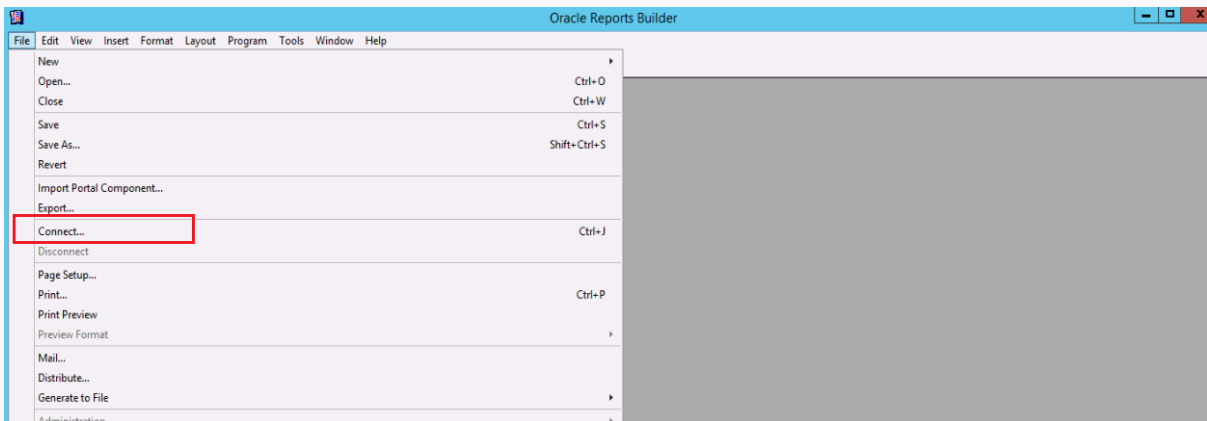 Oracle Reports Builder
File Edit View Insert Format Layout Program Tools Window Help
New
Open... Ctrl+O
Close Ctrl+W
Save Ctrl+S
Save As... Shift+Ctrl+S
Revert
Import Portal Component...
Export...
Connect... Ctrl+J
Disconnect
Page Setup...
Print... Ctrl+P
Print Preview
Preview Format
Mail...
Distribute...
Generate to File
Administration